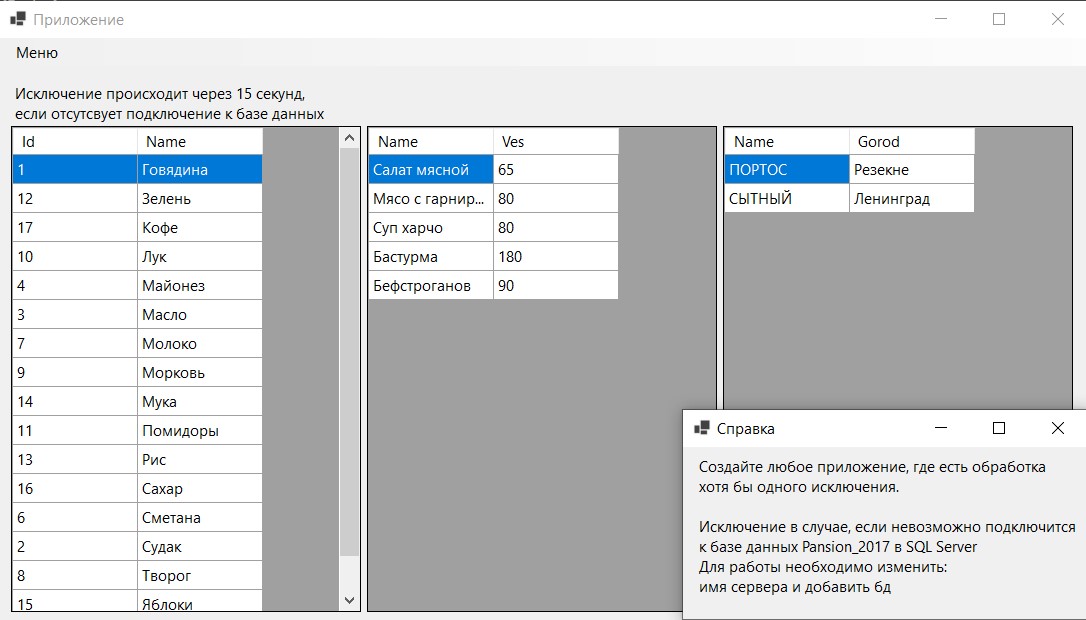 Приложение
Меню
Исключение происходит через 15 секунд,
если отсутсвует подключение к базе данных
Id Name
1 Говядина
12 Зелень
17 Кофе
10 Лук
4 Майонез
3 Масло
7 Молоко
9 Морковь
14 Мука
11 Помидоры
13 Рис
16 Сахар
6 Сметана
2 Судак
8 Творог
15 Яблоки
Name Ves
Салат мясной 65
Мясо с гарнир... 80
Суп харчо 80
Бастурма 180
Бефстроганов 90
Name Gorod
ПОРТОС Резекне
СЫТНЫЙ Ленинград
Справка
Создайте любое приложение, где есть обработка
хотя бы одного исключения.
Исключение в случае, если невозможно подключится
к базе данных Pansion_2017 в SQL Server
Для работы необходимо изменить:
имя сервера и добавить бд